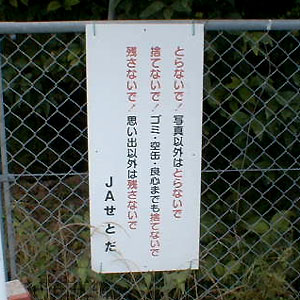 とらないで！写真以外はとらないで
捨てないで！ゴミ・空缶・良心までも捨てないで
残さないで！思い出以外は残さないで
ＪＡせとだ